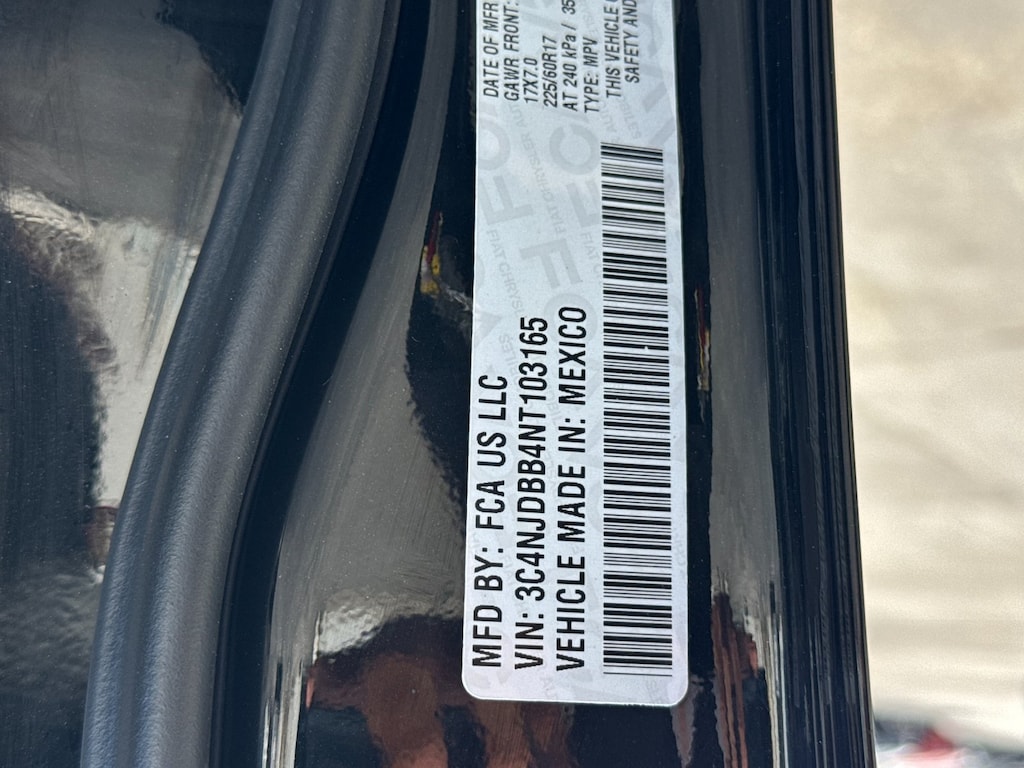 DATE OF MFR
GAWR FRONT:
17X7.0
225/60R17
AT 240 kPa / 35
TYPE: MPV
THIS VEHICLE
SAFETY AND
MFD BY: FCA US LLC
VIN: 3C4NJDBB4NT103165
VEHICLE MADE IN: MEXICO